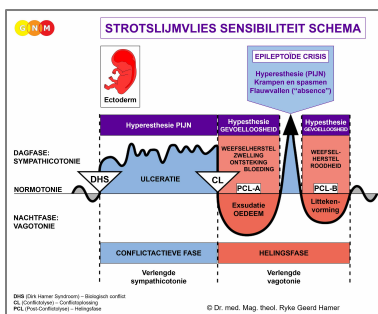 GNM
STROTSLIJMVLIES SENSIBILITEIT SCHEMA
EPILEPTOÏDE CRISIS
Hyperesthesie (PIJN)
Krampen en spasmen
Flauwvallen (“absence”)
Ectoderm
Hyperesthesie PIJN
Hypesthesie
GEVOELLOOSHEID
Hypesthesie
GEVOELLOOSHEID
DAGFASE:
SYMPATHICOTONIE
WEEFSELHERSTEL
ZWELLING
ONTSTEKING
BLOEDING
WEEFSEL-
HERSTEL
ROODHEID
DHS
ULCERATIE
CL
PCL-A
PCL-B
NORMOTONIE
NACHTFASE:
VAGOTONIE
Exsudatie
OEDEEM
Litteken-
vorming
CONFLICTACTIEVE FASE
HELINGSFASE
Verlengde
sympathicotonie
Verlengde
vagotonie
DHS (Dirk Hamer Syndroom) – Biologisch conflict
CL (Conflictolyse) – Conflictoplossing
PCL (Post-Conflictolyse) – Helingsfase
© Dr. med. Mag. theol. Ryke Geerd Hamer